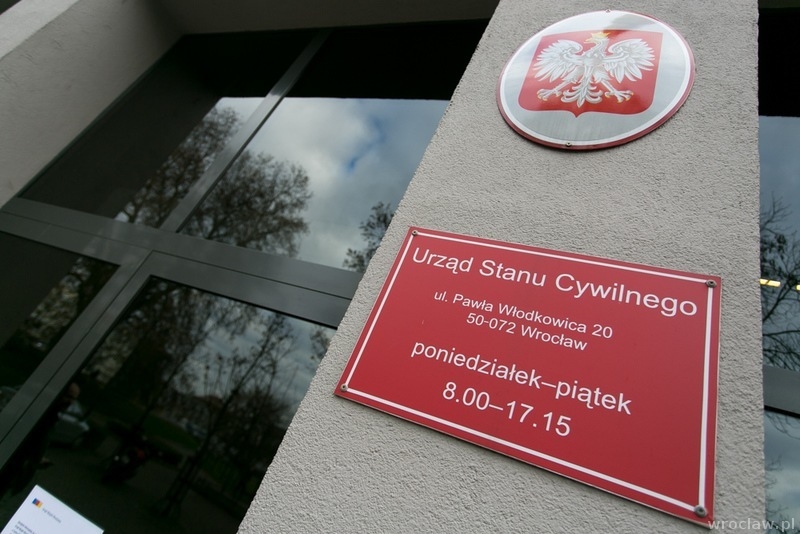 Urząd Stanu Cywilnego
ul. Pawła Włodkowica 20
50-072 Wrocław
poniedziałek–piątek
8.00–17.15
wroclaw.pl